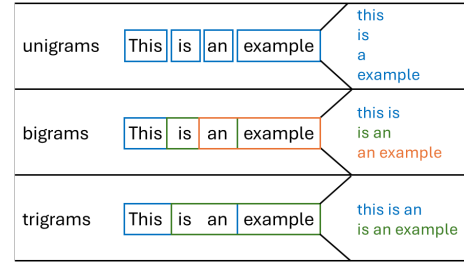 unigrams This is an example
this
is
a
example
bigrams This is an example
this is
is an
an example
trigrams This is an example
this is an
is an example